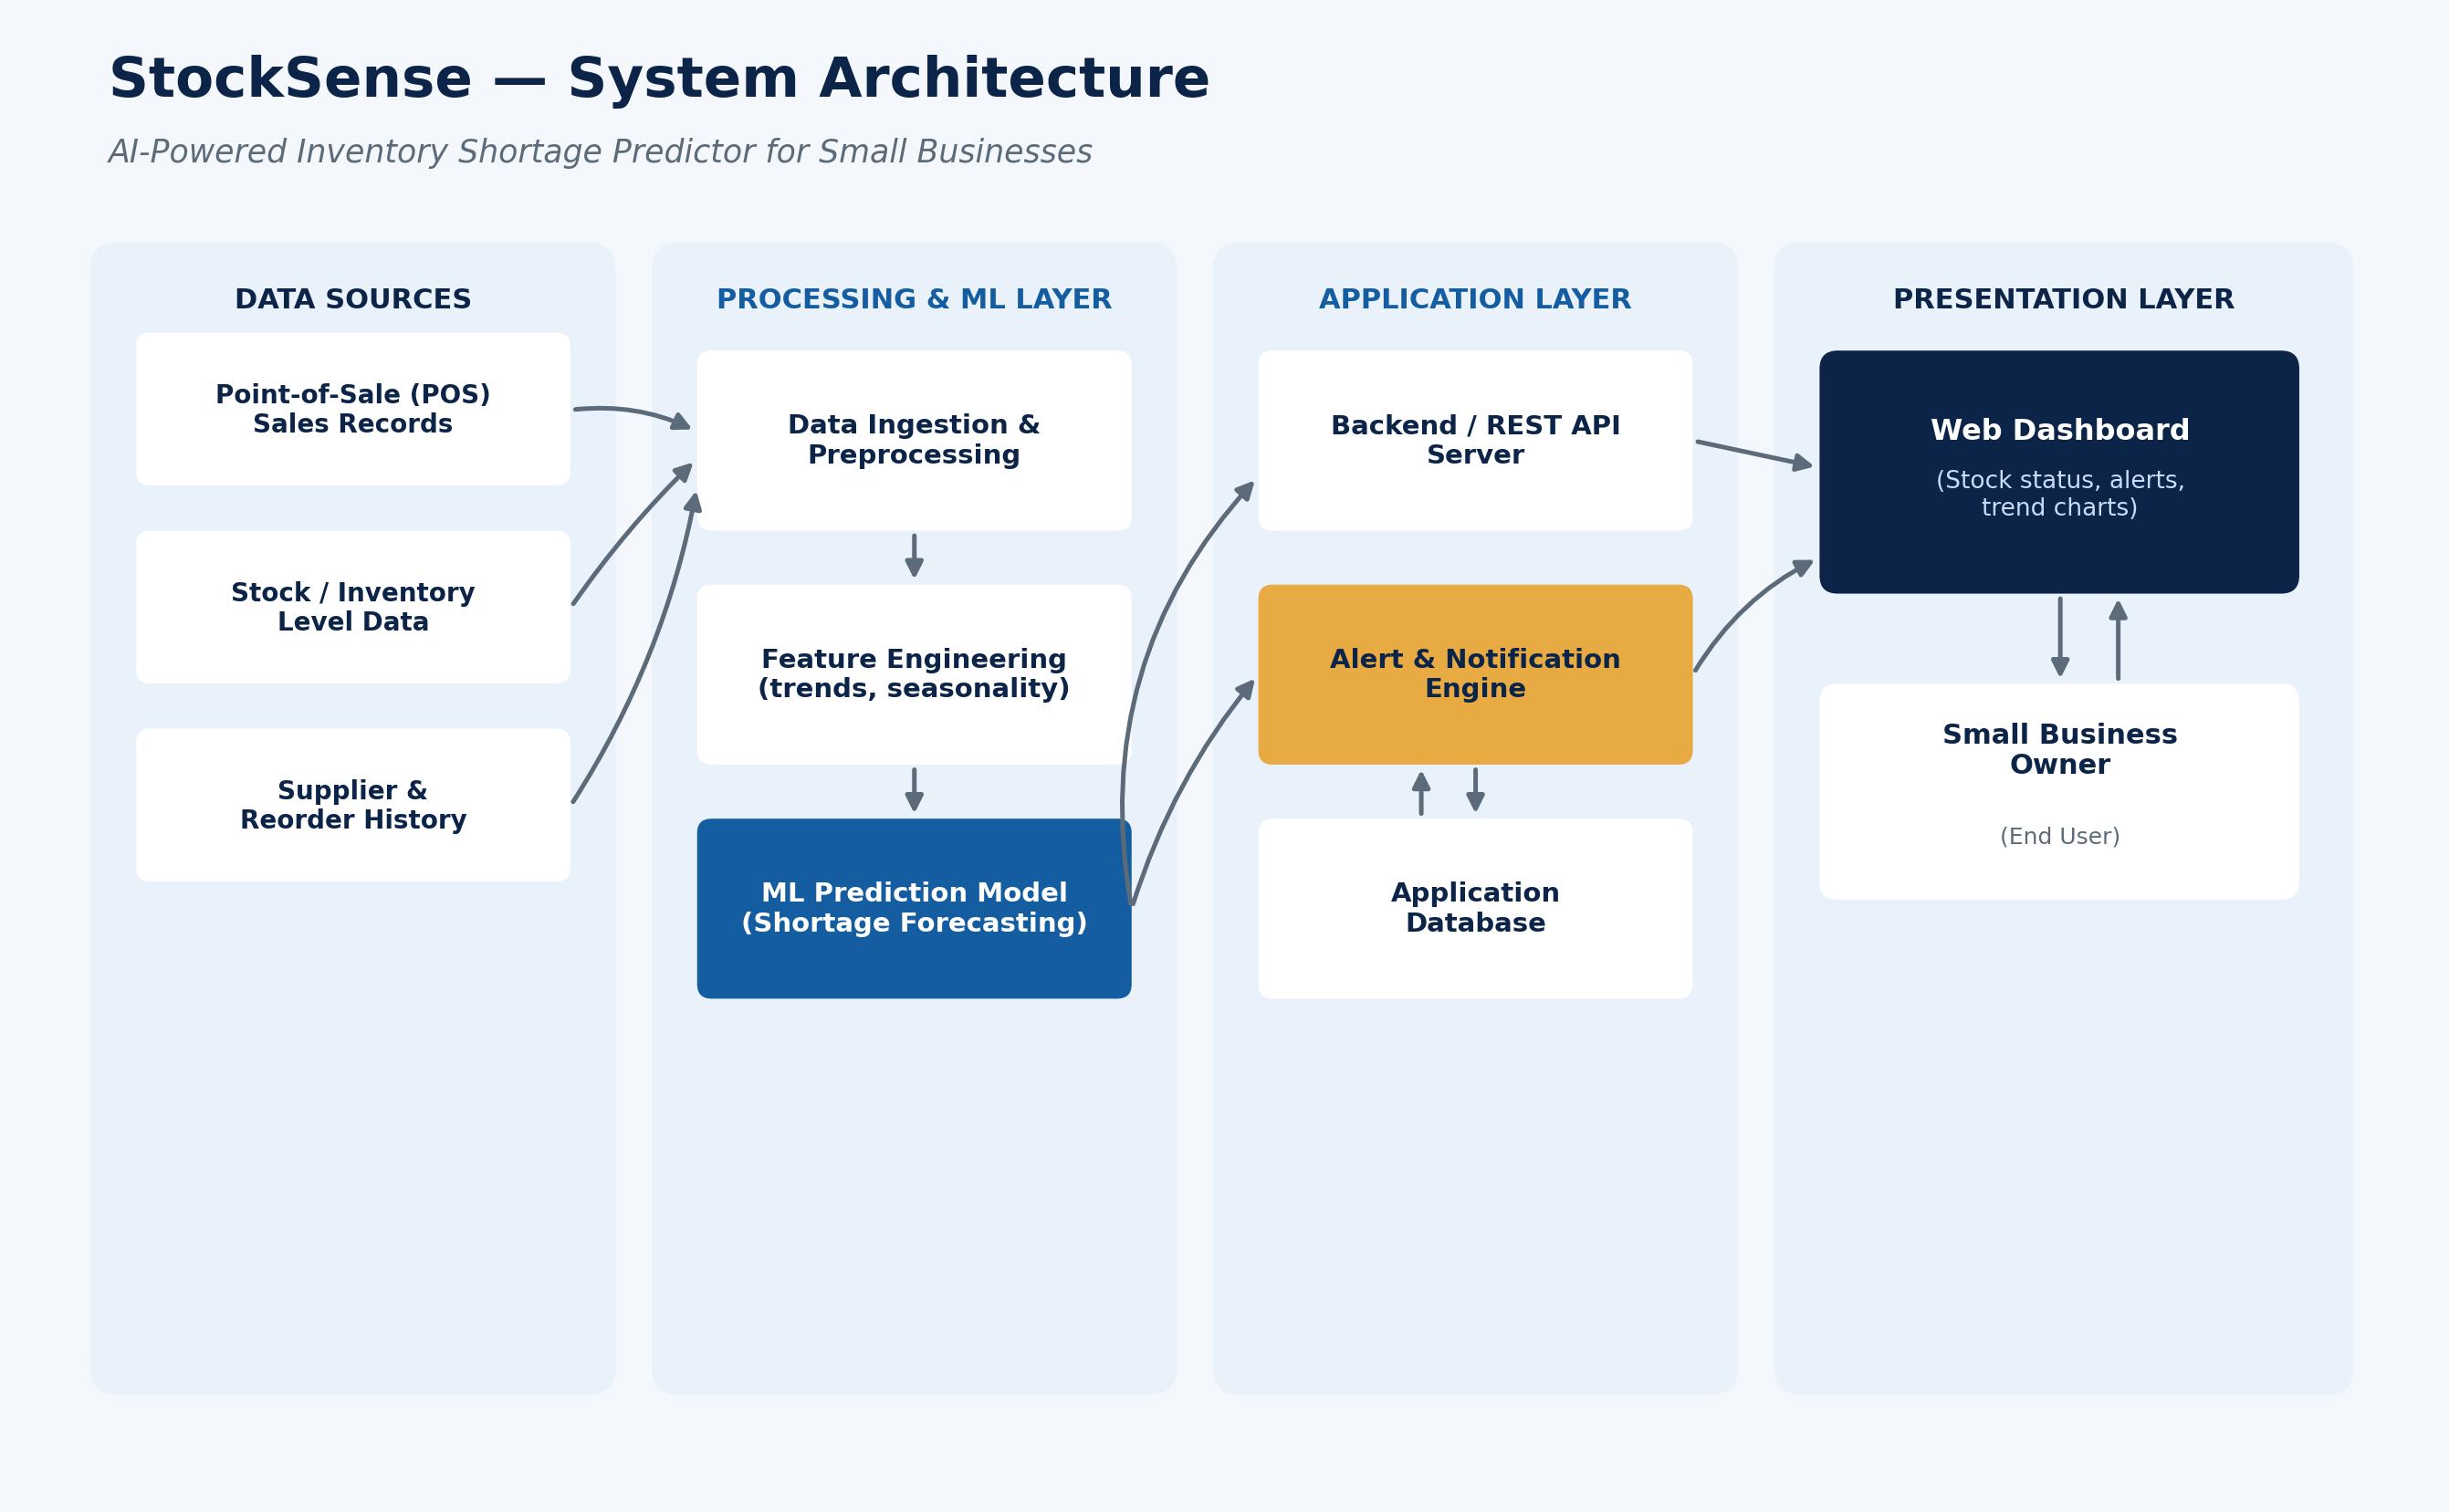 StockSense — System Architecture
AI-Powered Inventory Shortage Predictor for Small Businesses
DATA SOURCES
Point-of-Sale (POS)
Sales Records
Stock / Inventory
Level Data
Supplier &
Reorder History
PROCESSING & ML LAYER
Data Ingestion &
Preprocessing
Feature Engineering
(trends, seasonality)
ML Prediction Model
(Shortage Forecasting)
APPLICATION LAYER
Backend / REST API
Server
Alert & Notification
Engine
Application
Database
PRESENTATION LAYER
Web Dashboard
(Stock status, alerts,
trend charts)
Small Business
Owner
(End User)